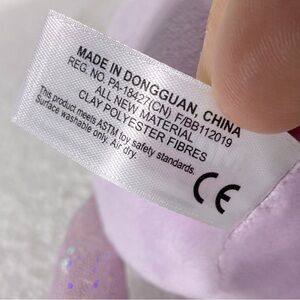 MADE IN DONGGUAN, CHINA
REG. NO. PA-18427(CN) F/BB112019
ALL NEW MATERIAL
CLAY POLYESTER FIBRES
This product meets ASTM toy safety standards.
Surface washable only. Air dry.
CE